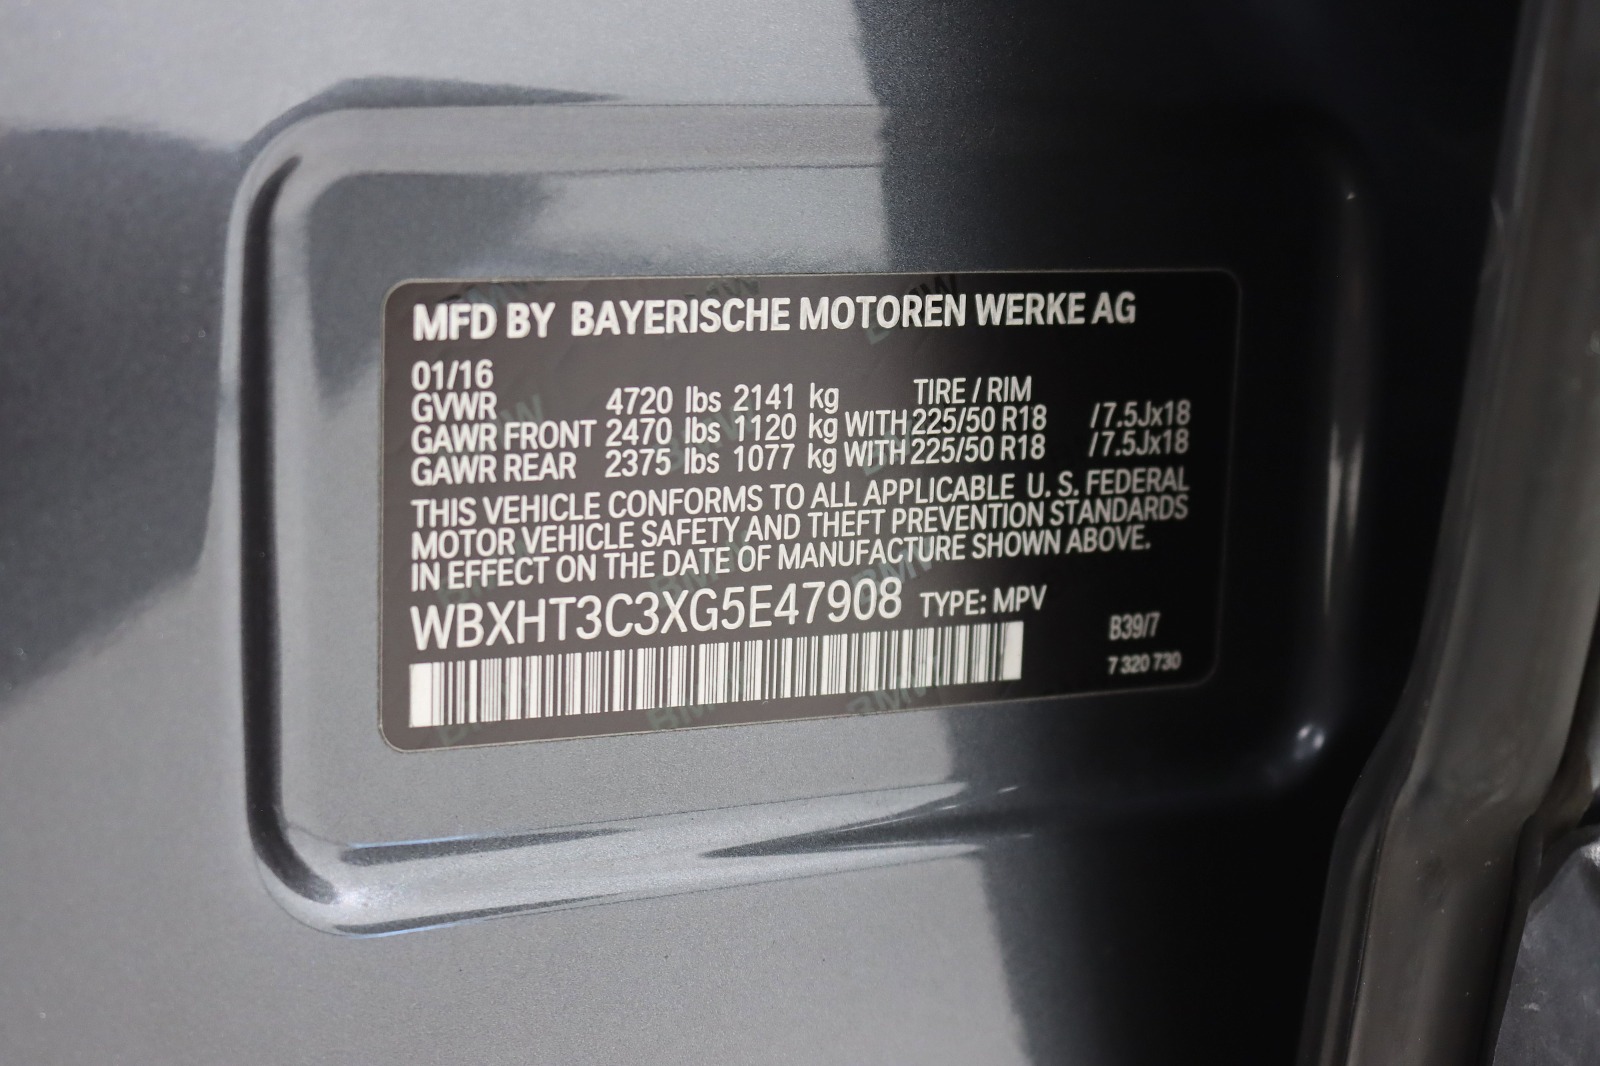 MFD BY BAYERISCHE MOTOREN WERKE AG
01/16
GVWR 4720 lbs 2141 kg TIRE / RIM
GAWR FRONT 2470 lbs 1120 kg WITH 225/50 R18 / 7.5Jx18
GAWR REAR 2375 lbs 1077 kg WITH 225/50 R18 / 7.5Jx18
THIS VEHICLE CONFORMS TO ALL APPLICABLE U. S. FEDERAL
MOTOR VEHICLE SAFETY AND THEFT PREVENTION STANDARDS
IN EFFECT ON THE DATE OF MANUFACTURE SHOWN ABOVE.
WBXHT3C3XG5E47908 TYPE: MPV
B39/7
7 320 730